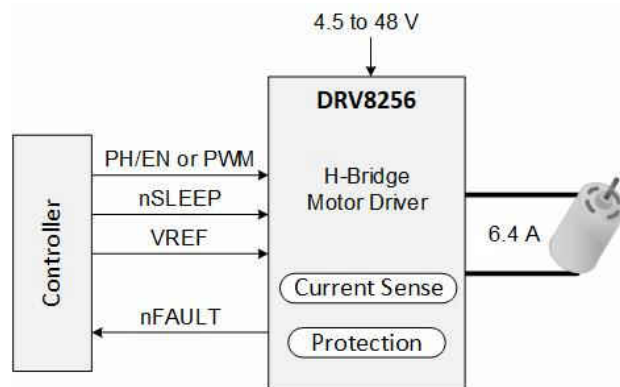 4.5 to 48 V
DRV8256
H-Bridge
Motor Driver
Controller
PH/EN or PWM
nSLEEP
VREF
nFAULT
6.4 A
Current Sense
Protection